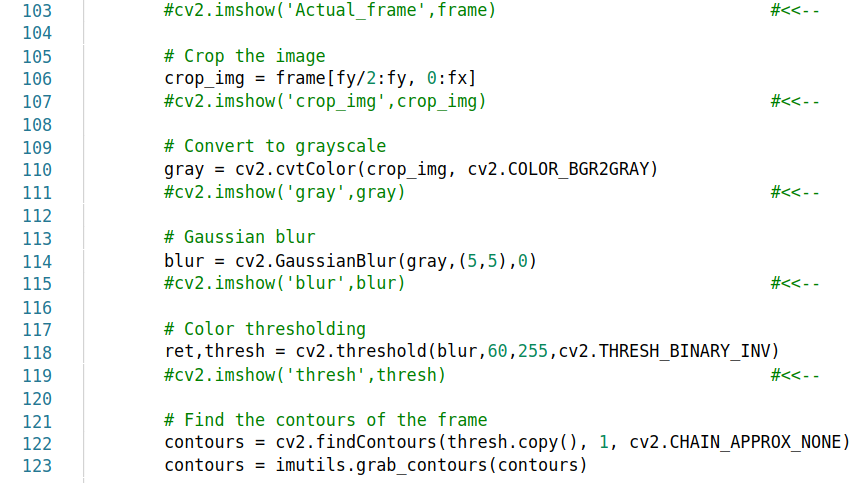 103 #cv2.imshow('Actual_frame',frame) #<<--
104
105 # Crop the image
106 crop_img = frame[fy/2:fy, 0:fx]
107 #cv2.imshow('crop_img',crop_img) #<<--
108
109 # Convert to grayscale
110 gray = cv2.cvtColor(crop_img, cv2.COLOR_BGR2GRAY)
111 #cv2.imshow('gray',gray) #<<--
112
113 # Gaussian blur
114 blur = cv2.GaussianBlur(gray,(5,5),0)
115 #cv2.imshow('blur',blur) #<<--
116
117 # Color thresholding
118 ret,thresh = cv2.threshold(blur,60,255,cv2.THRESH_BINARY_INV)
119 #cv2.imshow('thresh',thresh) #<<--
120
121 # Find the contours of the frame
122 contours = cv2.findContours(thresh.copy(), 1, cv2.CHAIN_APPROX_NONE)
123 contours = imutils.grab_contours(contours)